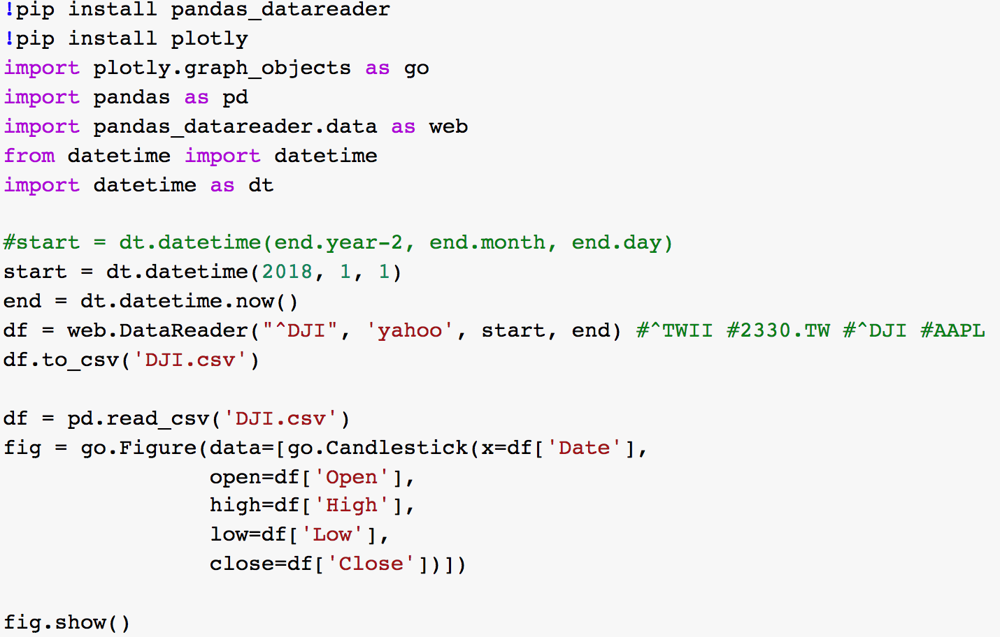 !pip install pandas_datareader
!pip install plotly
import plotly.graph_objects as go
import pandas as pd
import pandas_datareader.data as web
from datetime import datetime
import datetime as dt

#start = dt.datetime(end.year-2, end.month, end.day)
start = dt.datetime(2018, 1, 1)
end = dt.datetime.now()
df = web.DataReader("^DJI", 'yahoo', start, end) #^TWII #2330.TW #^DJI #AAPL
df.to_csv('DJI.csv')

df = pd.read_csv('DJI.csv')
fig = go.Figure(data=[go.Candlestick(x=df['Date'],
                open=df['Open'],
                high=df['High'],
                low=df['Low'],
                close=df['Close'])])

fig.show()